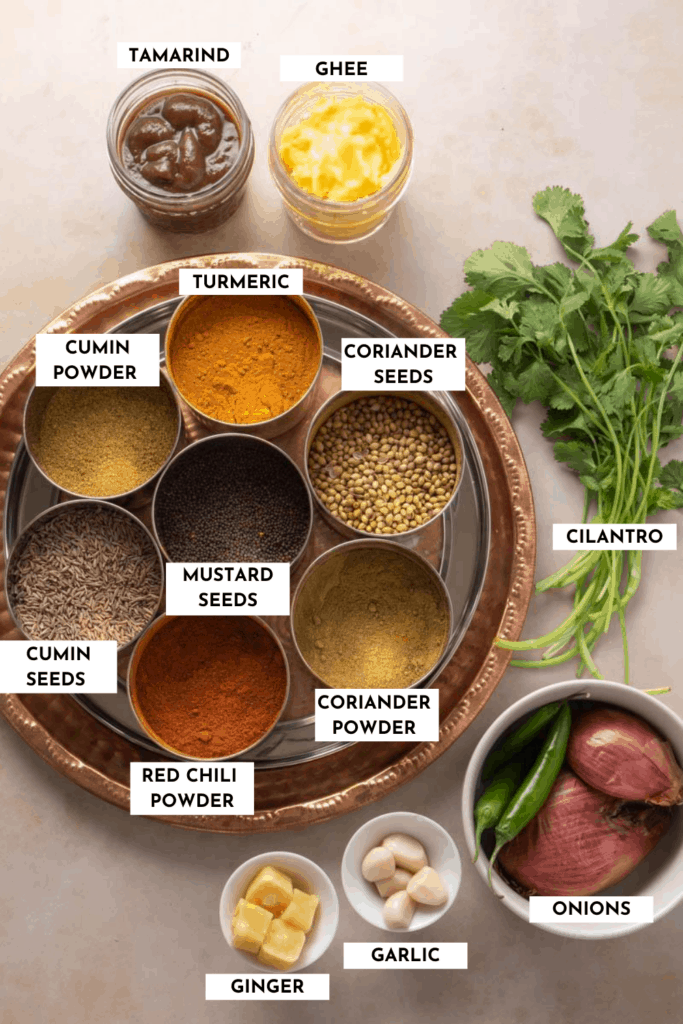 TAMARIND
GHEE
TURMERIC
CUMIN
POWDER
CORIANDER
SEEDS
CILANTRO
MUSTARD
SEEDS
CUMIN
SEEDS
CORIANDER
POWDER
RED CHILI
POWDER
ONIONS
GARLIC
GINGER